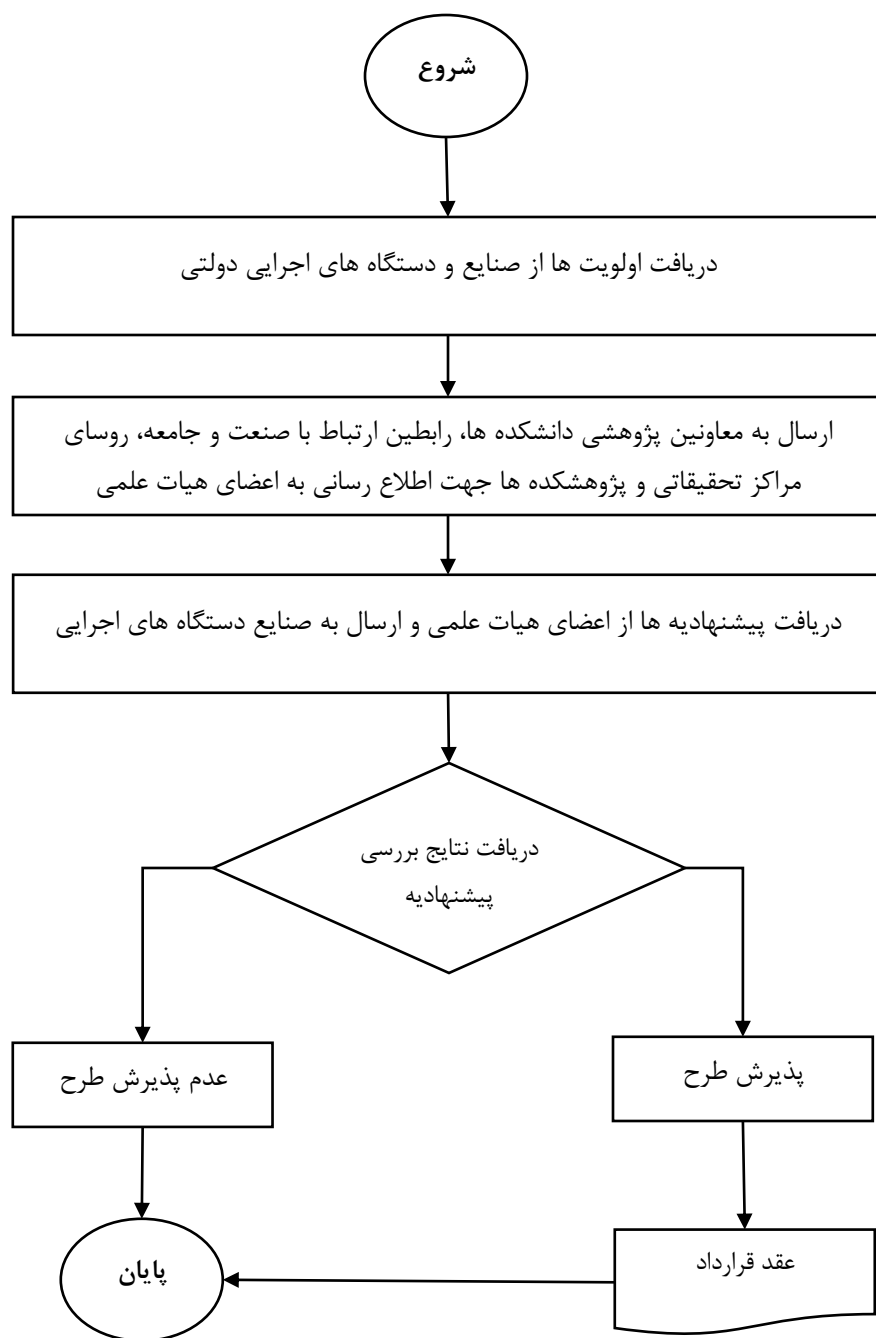 شروع
دریافت اولویت ها از صنایع و دستگاه های اجرایی دولتی
ارسال به معاونین پژوهشی دانشکده ها، رابطین ارتباط با صنعت و جامعه، روسای
مراکز تحقیقاتی و پژوهشکده ها جهت اطلاع رسانی به اعضای هیات علمی
دریافت پیشنهادیه ها از اعضای هیات علمی و ارسال به صنایع دستگاه های اجرایی
دریافت نتایج بررسی
پیشنهادیه
پذیرش طرح
عدم پذیرش طرح
عقد قرارداد
پایان